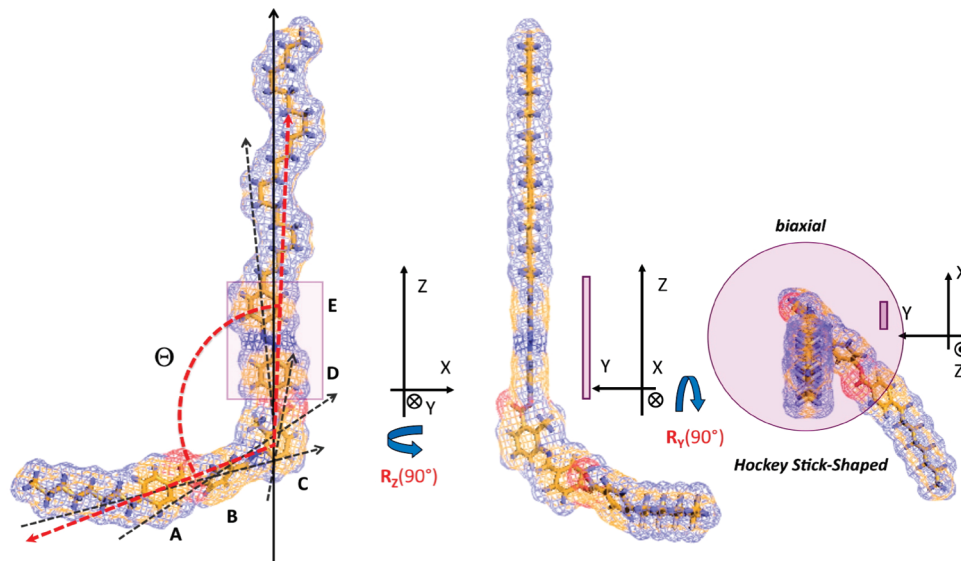 Θ
A
B
C
D
E
Z
X
Y
R_Z(90°)
Z
Y
X
R_Y(90°)
biaxial
X
Y
Z
Hockey Stick-Shaped